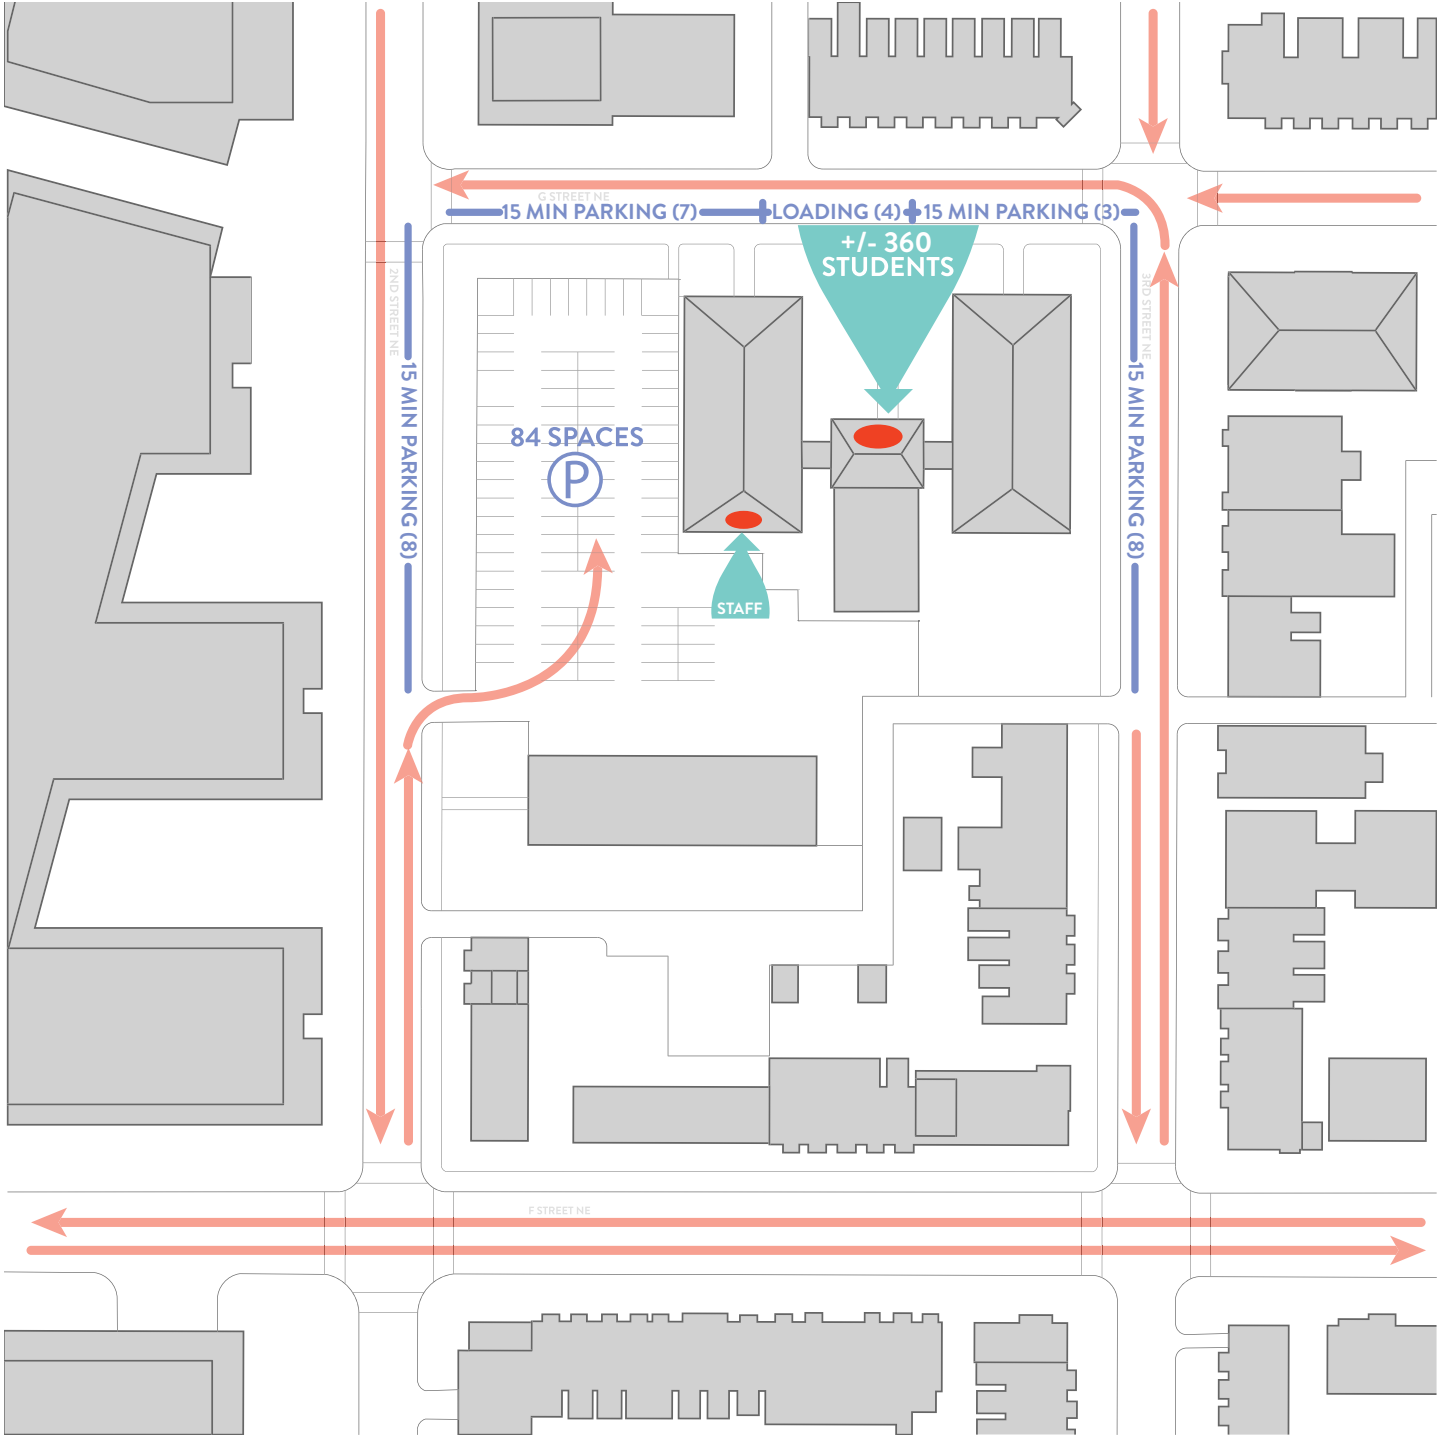 G STREET NE
15 MIN PARKING (7)
LOADING (4)
15 MIN PARKING (3)
+/- 360
STUDENTS
2ND STREET NE
3RD STREET NE
15 MIN PARKING (8)
84 SPACES
P
15 MIN PARKING (8)
STAFF
F STREET NE